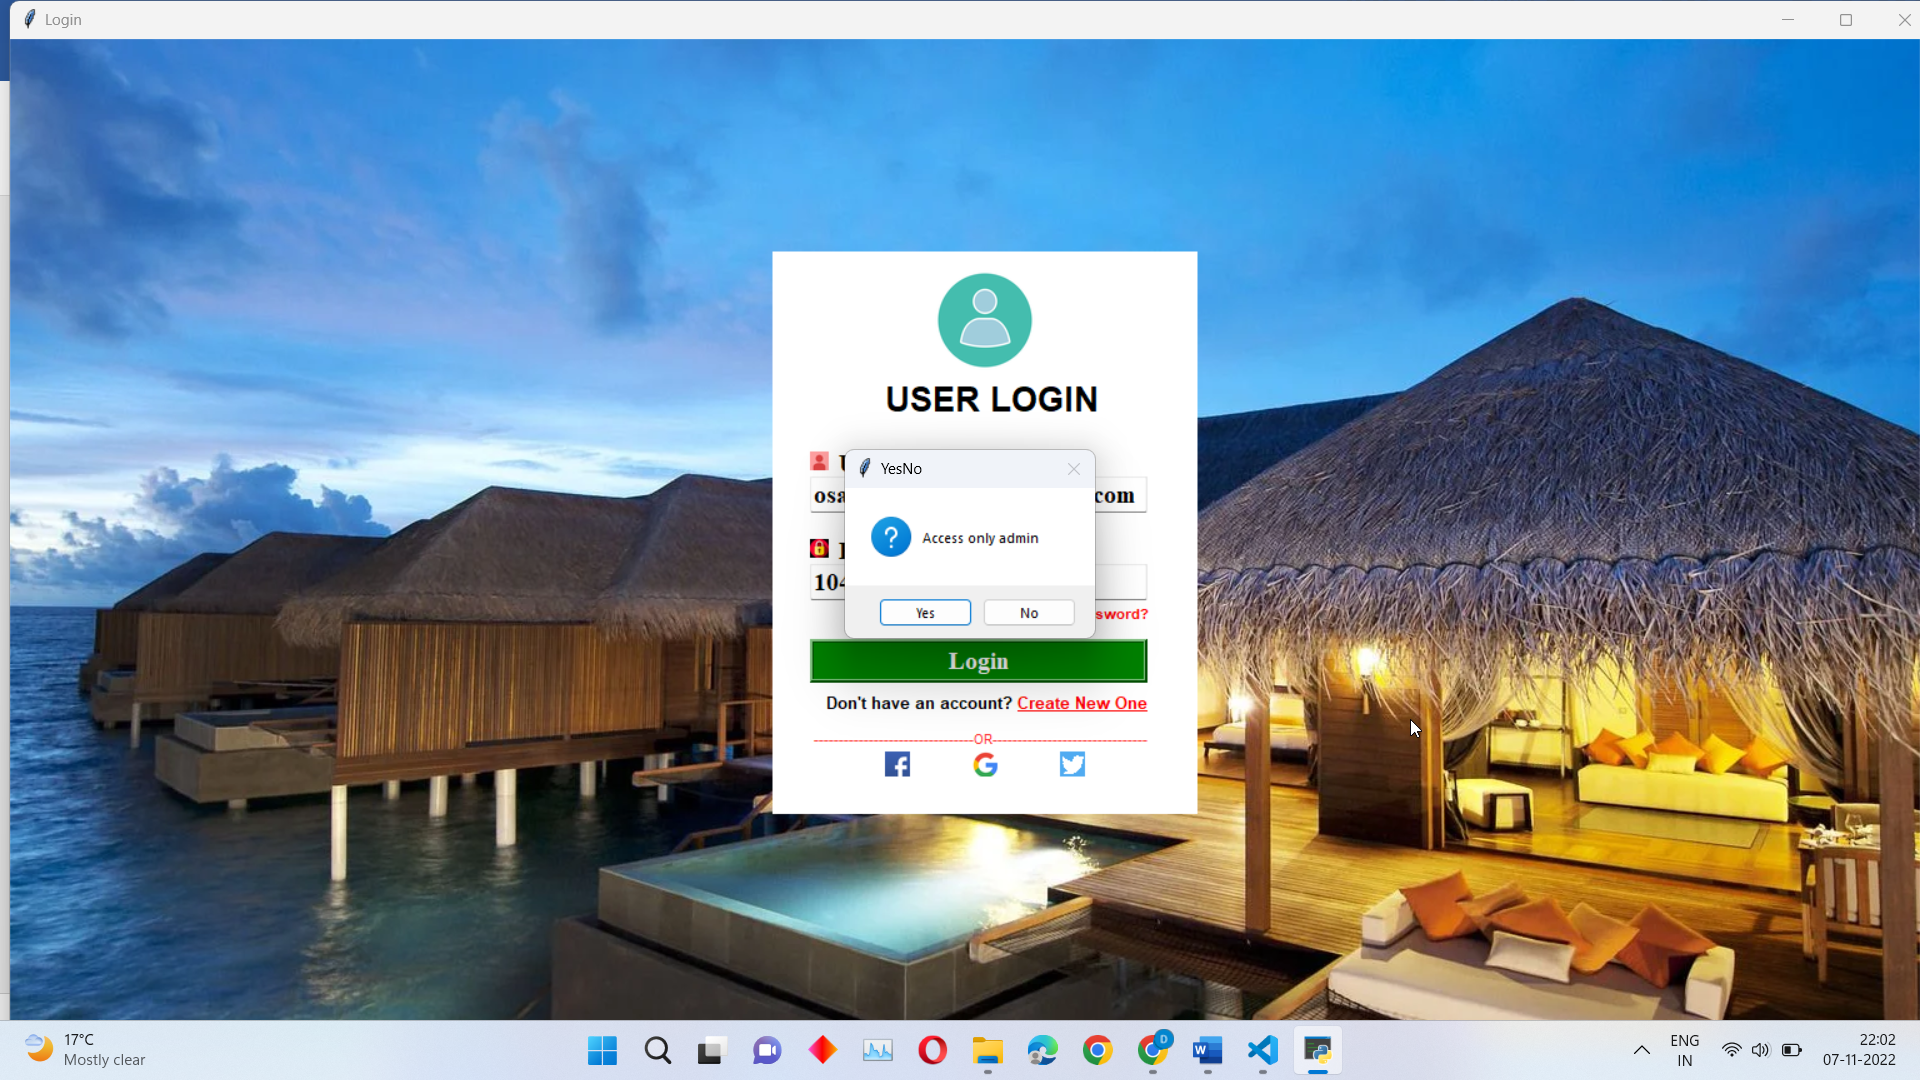 Login
USER LOGIN
YesNo
osa
com
Access only admin
104
Yes
No
sword?
Login
Don't have an account? Create New One
OR
17°C
Mostly clear
ENG
IN
22:02
07-11-2022